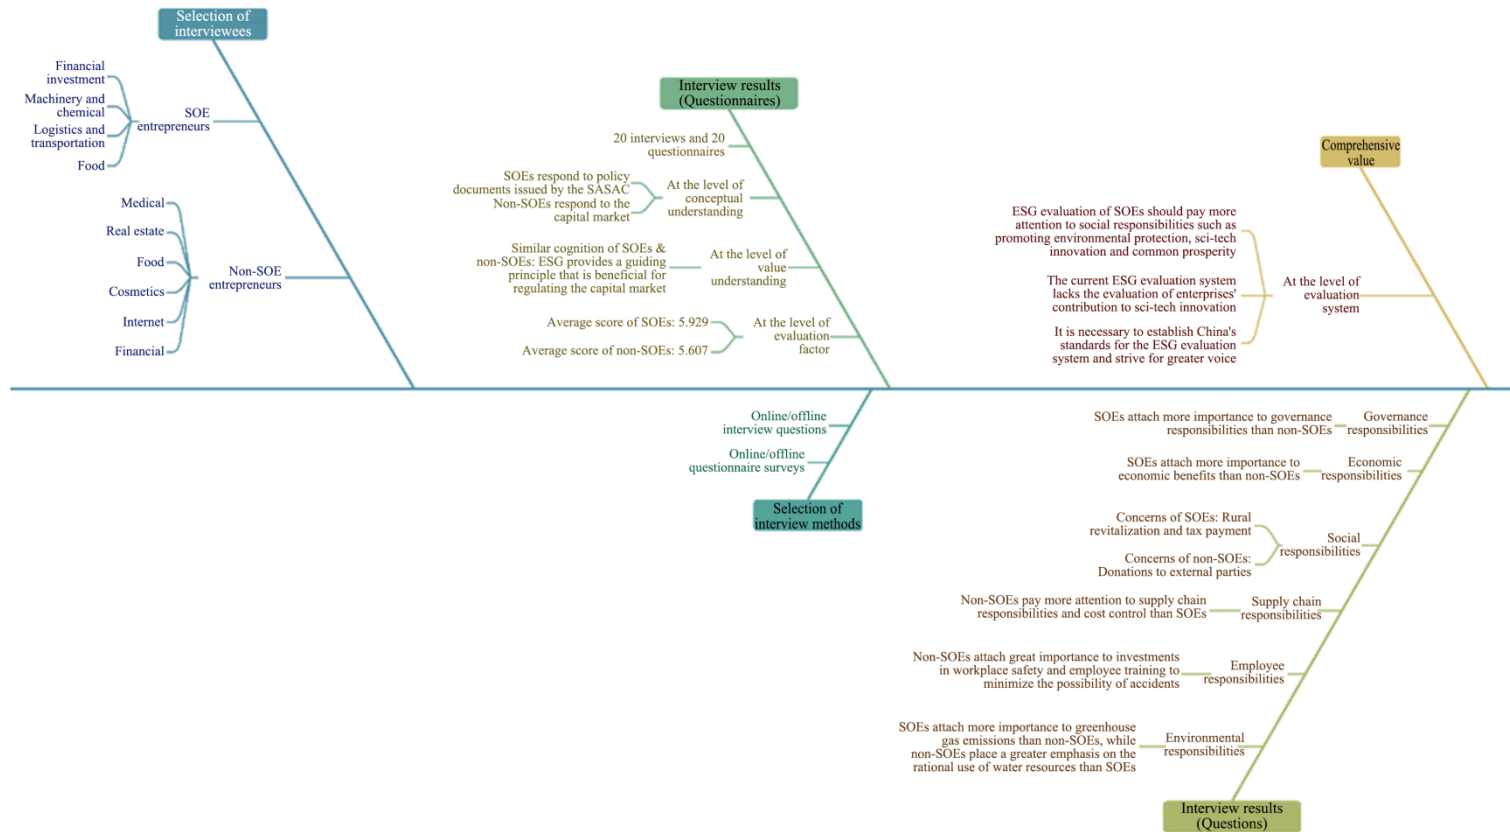 Selection of
interviewees
Financial
investment
Machinery and
chemical
Logistics and
transportation
Food
SOE
entrepreneurs
Medical
Real estate
Food
Cosmetics
Internet
Financial
Non-SOE
entrepreneurs
Interview results
(Questionnaires)
20 interviews and 20
questionnaires
SOEs respond to policy
documents issued by the SASAC
Non-SOEs respond to the
capital market
At the level of
conceptual
understanding
Similar cognition of SOEs &
non-SOEs: ESG provides a guiding
principle that is beneficial for
regulating the capital market
At the level of
value
understanding
Average score of SOEs: 5.929
Average score of non-SOEs: 5.607
At the level of
evaluation
factor
Comprehensive
value
ESG evaluation of SOEs should pay more
attention to social responsibilities such as
promoting environmental protection, sci-tech
innovation and common prosperity
The current ESG evaluation system
lacks the evaluation of enterprises'
contribution to sci-tech innovation
It is necessary to establish China's
standards for the ESG evaluation
system and strive for greater voice
At the level of
evaluation
system
Online/offline
interview questions
Online/offline
questionnaire surveys
Selection of
interview methods
SOEs attach more importance to governance
responsibilities than non-SOEs
Governance
responsibilities
SOEs attach more importance to
economic benefits than non-SOEs
Economic
responsibilities
Concerns of SOEs: Rural
revitalization and tax payment
Concerns of non-SOEs:
Donations to external parties
Social
responsibilities
Non-SOEs pay more attention to supply chain
responsibilities and cost control than SOEs
Supply chain
responsibilities
Non-SOEs attach great importance to investments
in workplace safety and employee training to
minimize the possibility of accidents
Employee
responsibilities
SOEs attach more importance to greenhouse
gas emissions than non-SOEs, while
non-SOEs place a greater emphasis on the
rational use of water resources than SOEs
Environmental
responsibilities
Interview results
(Questions)